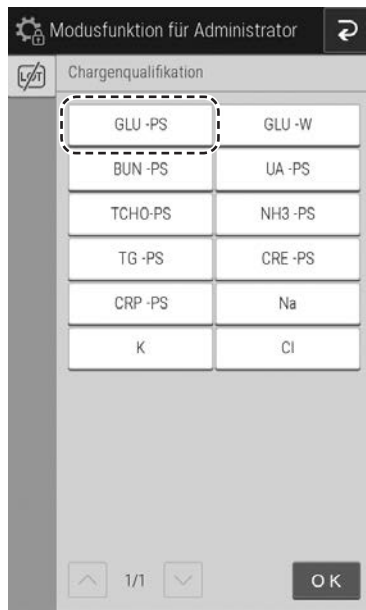 Modusfunktion für Administrator
LOT
Chargenqualifikation
GLU -PS GLU -W
BUN -PS UA -PS
TCHO-PS NH3 -PS
TG -PS CRE -PS
CRP -PS Na
K Cl
1/1 OK